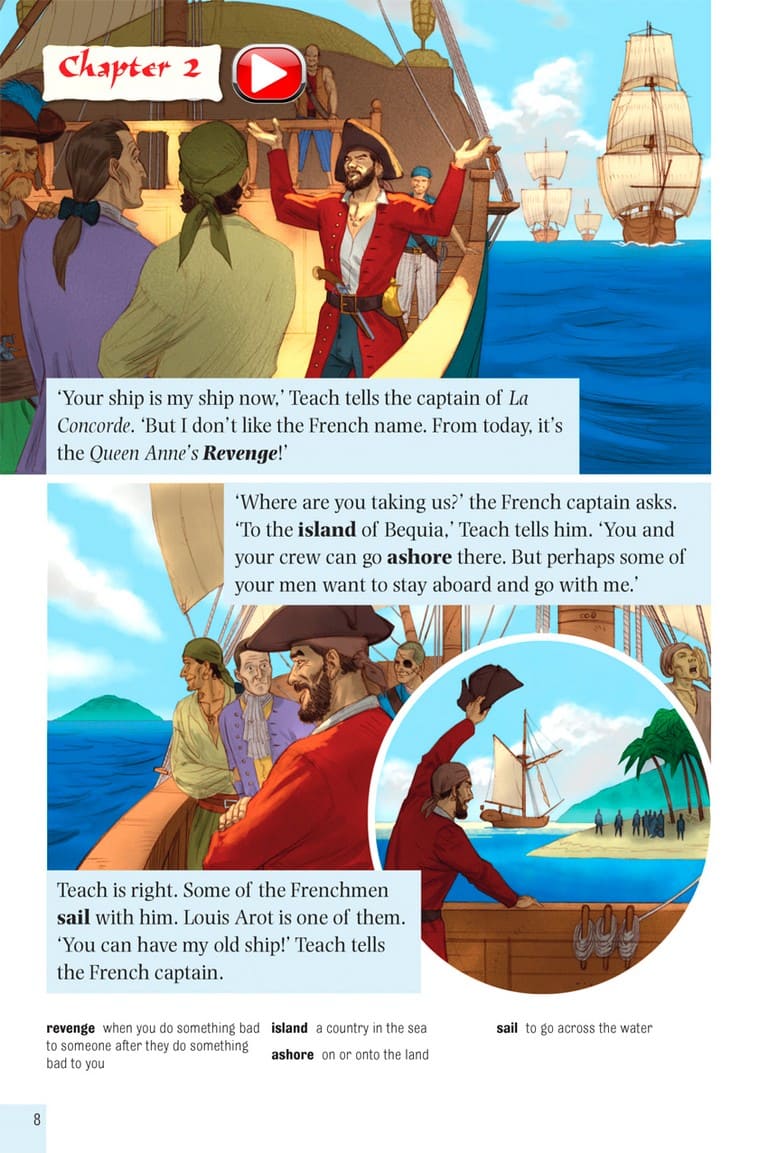 Chapter 2
‘Your ship is my ship now,’ Teach tells the captain of La
Concorde. ‘But I don’t like the French name. From today, it’s
the Queen Anne’s Revenge!’
‘Where are you taking us?’ the French captain asks.
‘To the island of Bequia,’ Teach tells him. ‘You and
your crew can go ashore there. But perhaps some of
your men want to stay aboard and go with me.’
Teach is right. Some of the Frenchmen
sail with him. Louis Arot is one of them.
‘You can have my old ship!’ Teach tells
the French captain.
revenge when you do something bad
to someone after they do something
bad to you
island a country in the sea
ashore on or onto the land
sail to go across the water
8